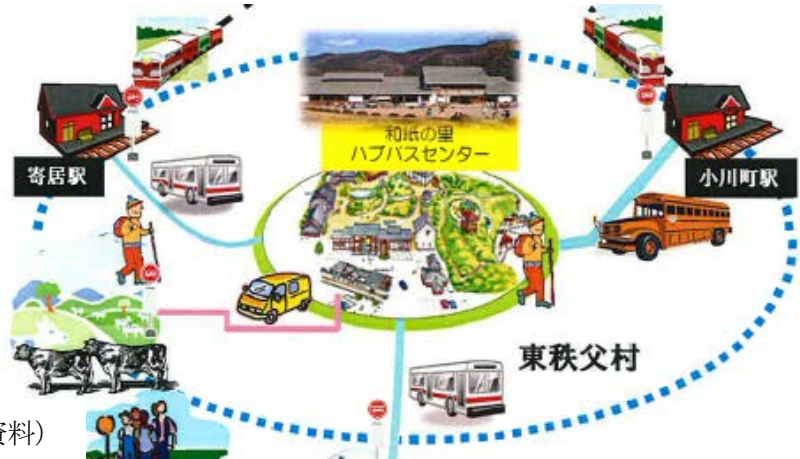 和紙の里
ハブバスセンター
寄居駅
小川町駅
東秩父村
資料）